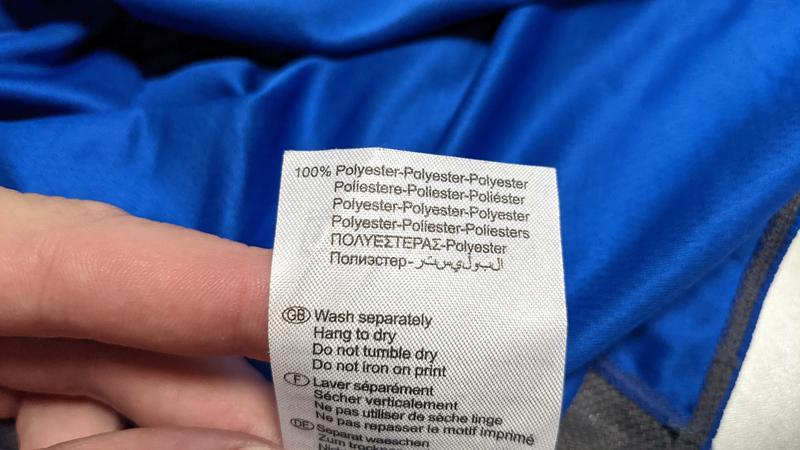 100% Polyester-Polyester-Polyester
Poliestere-Poliester-Poliéster
Polyester-Polyester-Polyester
Polyester-Poliester-Poliesters
ΠΟΛΥΕΣΤΕΡΑΣ-Polyester
Полиэстер-البوليستر
GB Wash separately
Hang to dry
Do not tumble dry
Do not iron on print
F Laver séparément
Sécher verticalement
Ne pas utiliser de sèche linge
Ne pas repasser le motif imprimé
DE Separat waeschen
Zum trocknen